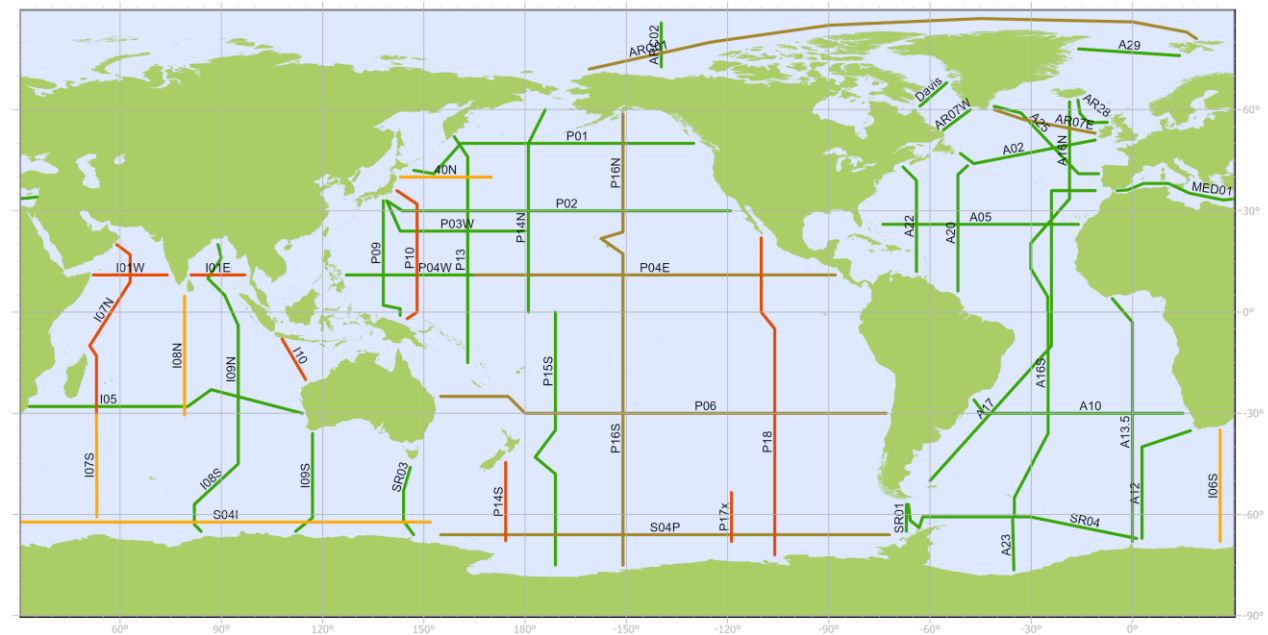 ARC01
ARC02
A29
Davis
AR07W
AR28
A25
AR07E
60°
P01
P16N
A02
A16N
40N
MED01
P02
P14N
A22
A20
A05
30°
P03W
P09
P10
P13
I01W
I01E
P04W
P04E
I07N
0°
I08N
I09N
I10
P15S
A16S
I05
P06
A17
A10
-30°
P16S
P18
A13.5
I07S
I08S
I09S
SR03
P14S
P17x
A12
I06S
S04I
S04P
SR01
SR04
A23
-60°
-90°
60°
90°
120°
150°
180°
-150°
-120°
-90°
-60°
-30°
0°